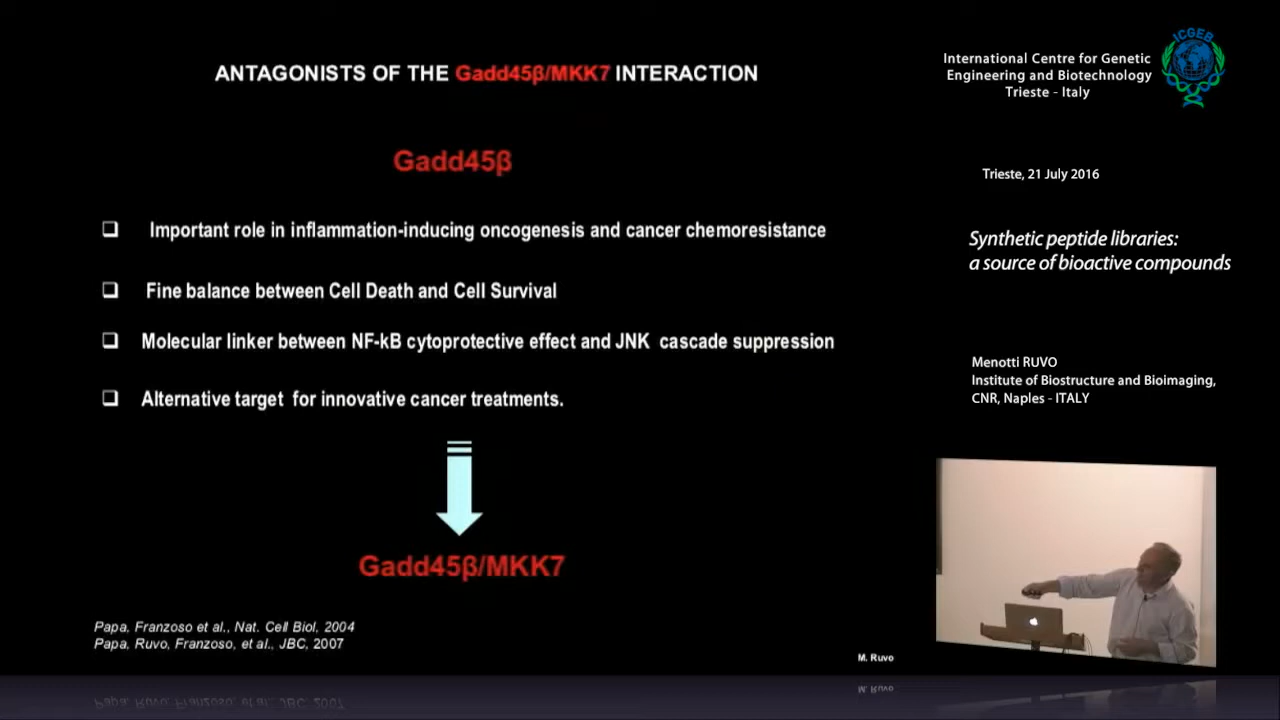 ANTAGONISTS OF THE Gadd45β/MKK7 INTERACTION
Gadd45β
Important role in inflammation-inducing oncogenesis and cancer chemoresistance
Fine balance between Cell Death and Cell Survival
Molecular linker between NF-kB cytoprotective effect and JNK cascade suppression
Alternative target for innovative cancer treatments.
Gadd45β/MKK7
Papa, Franzoso et al., Nat. Cell Biol, 2004
Papa, Ruvo, Franzoso, et al., JBC, 2007
M. Ruvo
International Centre for Genetic
Engineering and Biotechnology
Trieste - Italy
ICGEB
Trieste, 21 July 2016
Synthetic peptide libraries:
a source of bioactive compounds
Menotti RUVO
Institute of Biostructure and Bioimaging,
CNR, Naples - ITALY